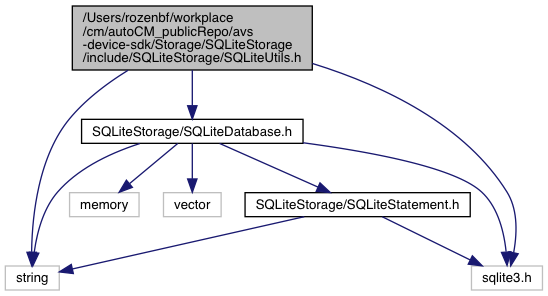 /Users/rozenbf/workplace
/cm/autoCM_publicRepo/avs
-device-sdk/Storage/SQLiteStorage
/include/SQLiteStorage/SQLiteUtils.h
SQLiteStorage/SQLiteDatabase.h
memory
vector
SQLiteStorage/SQLiteStatement.h
string
sqlite3.h